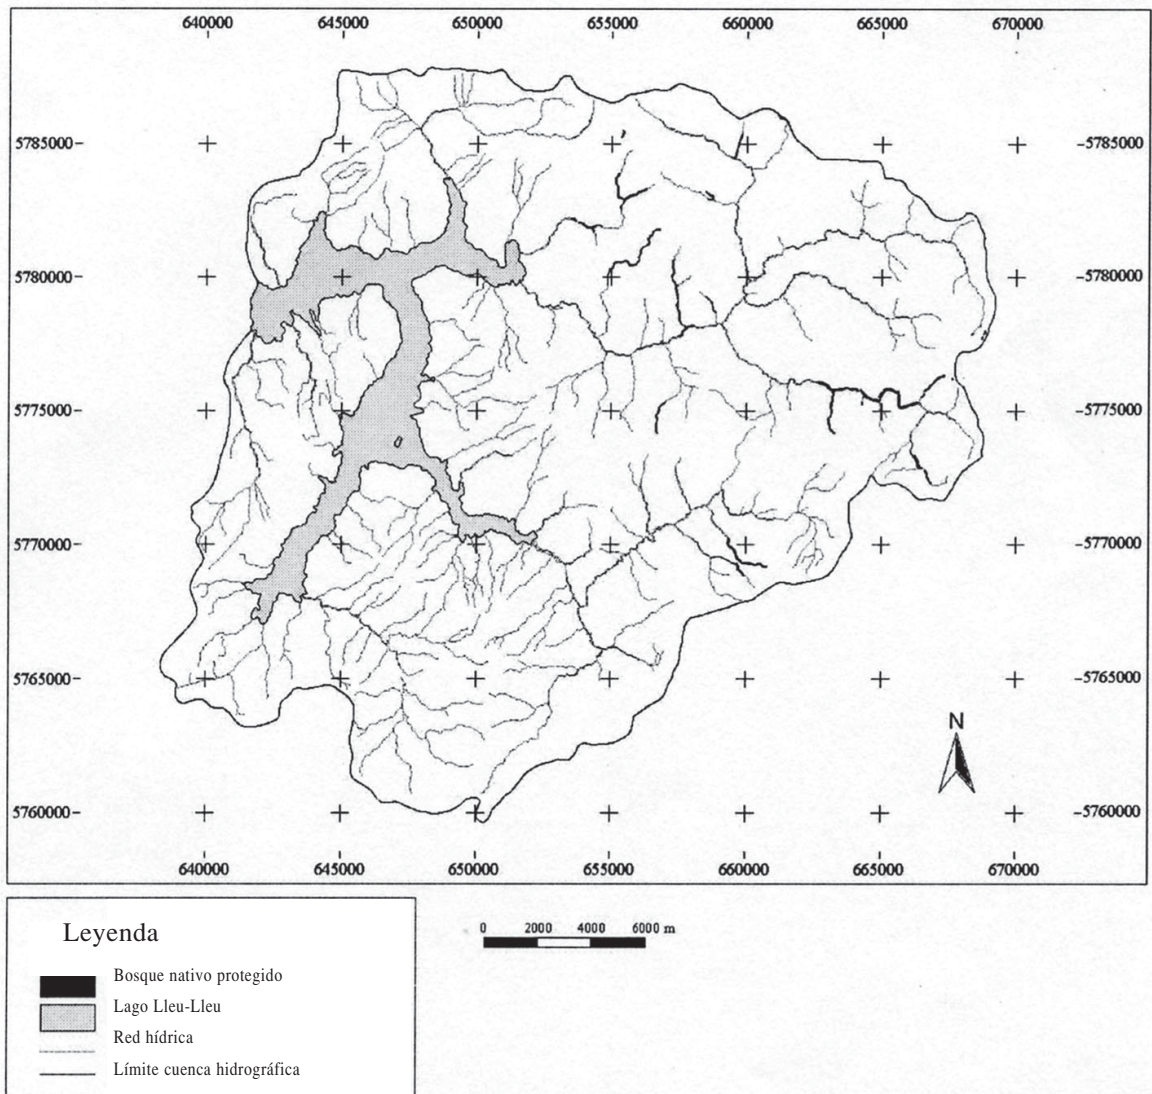 640000 645000 650000 655000 660000 665000 670000
5785000 5785000
5780000 5780000
5775000 5775000
5770000 5770000
5765000 5765000
N
5760000 5760000
640000 645000 650000 655000 660000 665000 670000
Leyenda
Bosque nativo protegido
Lago Lleu-Lleu
Red hídrica
Límite cuenca hidrográfica
0 2000 4000 6000 m